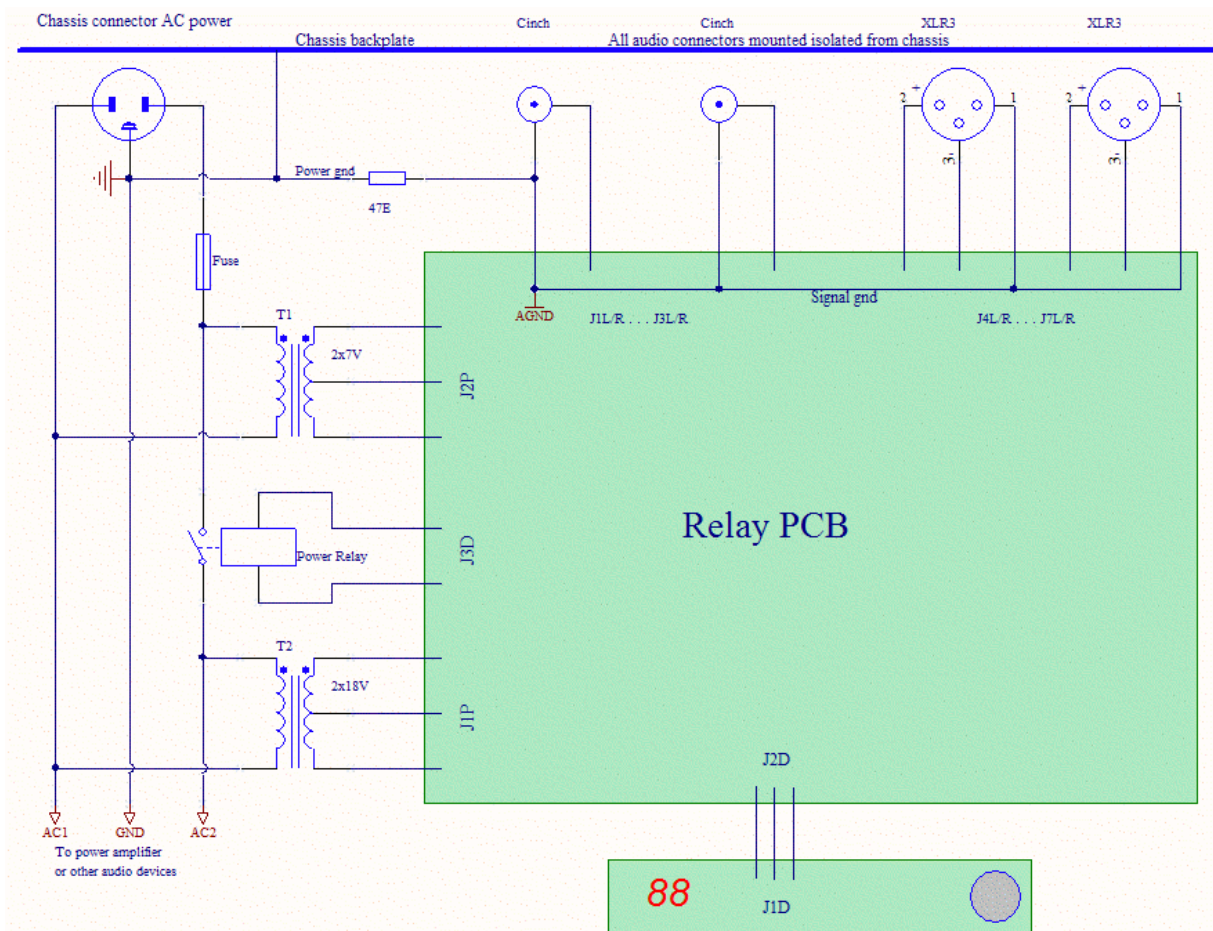 Chassis connector AC power
Cinch
Cinch
XLR3
XLR3
Chassis backplate
All audio connectors mounted isolated from chassis
2
+
1
2
+
1
3
3
Power gnd
47E
Fuse
Signal gnd
AGND
J1L/R . . . J3L/R
J4L/R . . . J7L/R
T1
2x7V
J2P
Relay PCB
Power Relay
J3D
T2
2x18V
J1P
J2D
AC1
GND
AC2
To power amplifier
or other audio devices
88
J1D